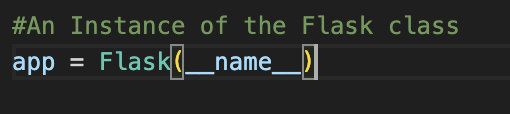 #An Instance of the Flask class
app = Flask(__name__)